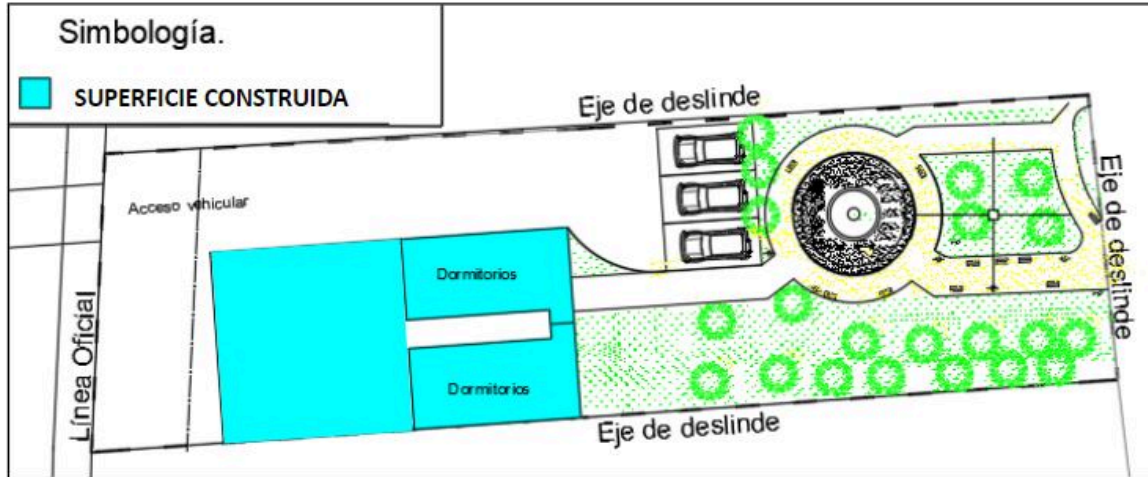 Simbología.
SUPERFICIE CONSTRUIDA
Eje de deslinde
Acceso vehicular
Eje de deslinde
Dormitorios
Línea Oficial
Dormitorios
Eje de deslinde